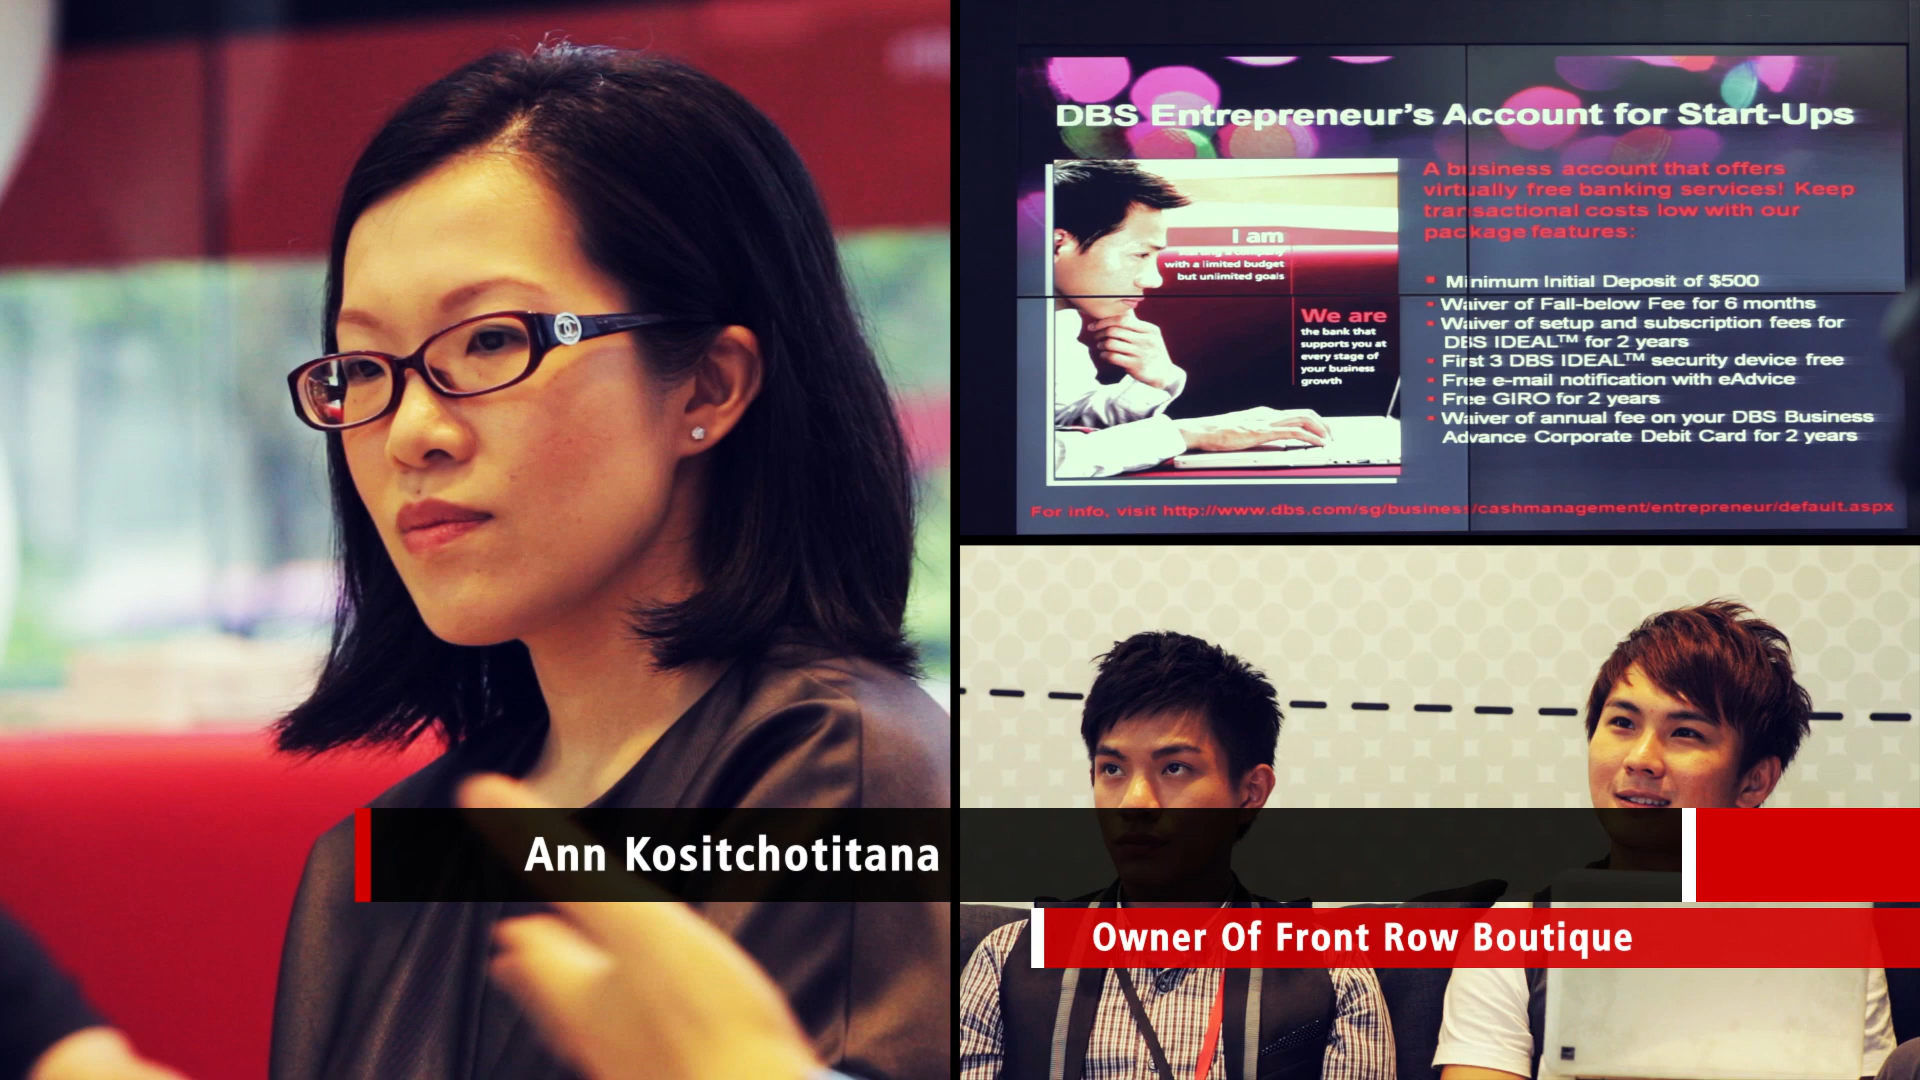 DBS Entrepreneur's Account for Start-Ups
A business account that offers
virtually free banking services! Keep
transactional costs low with our
package features:
I am
starting a company
with a limited budget
but unlimited goals
We are
the bank that
supports you at
every stage of
your business
growth
Minimum Initial Deposit of $500
Waiver of Fall-below Fee for 6 months
Waiver of setup and subscription fees for
DBS IDEAL™ for 2 years
First 3 DBS IDEAL™ security device free
Free e-mail notification with eAdvice
Free GIRO for 2 years
Waiver of annual fee on your DBS Business
Advance Corporate Debit Card for 2 years
For info, visit http://www.dbs.com/sg/business/cashmanagement/entrepreneur/default.aspx
Ann Kositchotitana
Owner Of Front Row Boutique